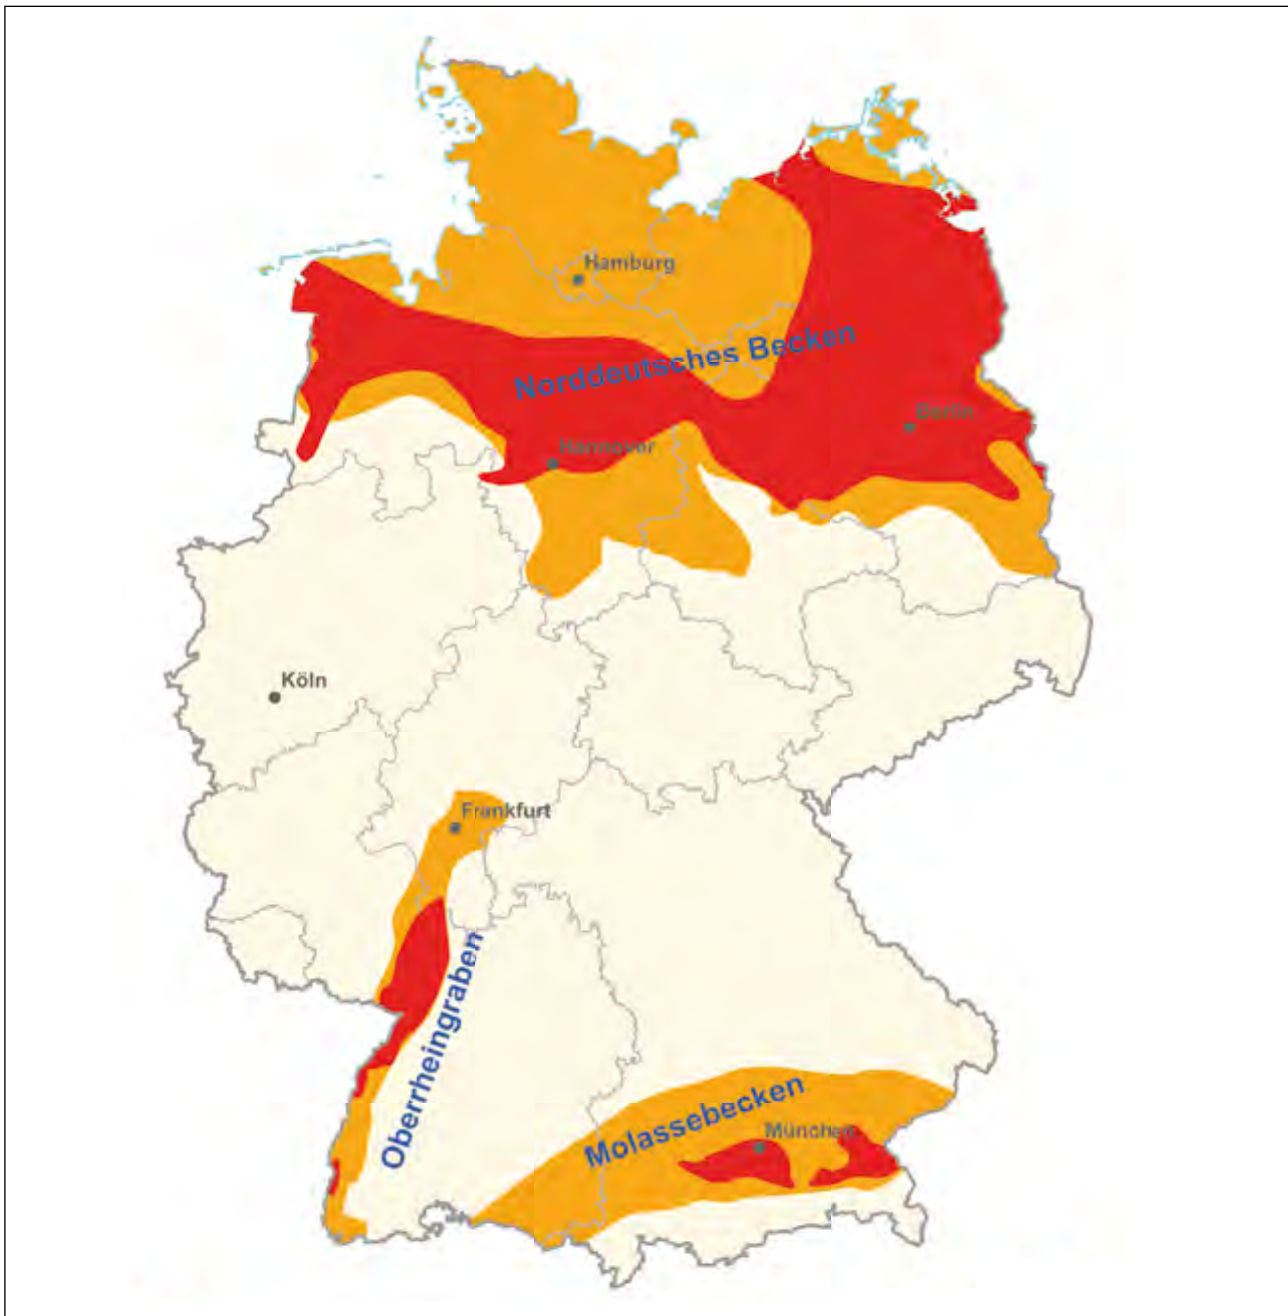 Hamburg
Norddeutsches Becken
Berlin
Hannover
Köln
Frankfurt
Oberrheingraben
Molassebecken
München